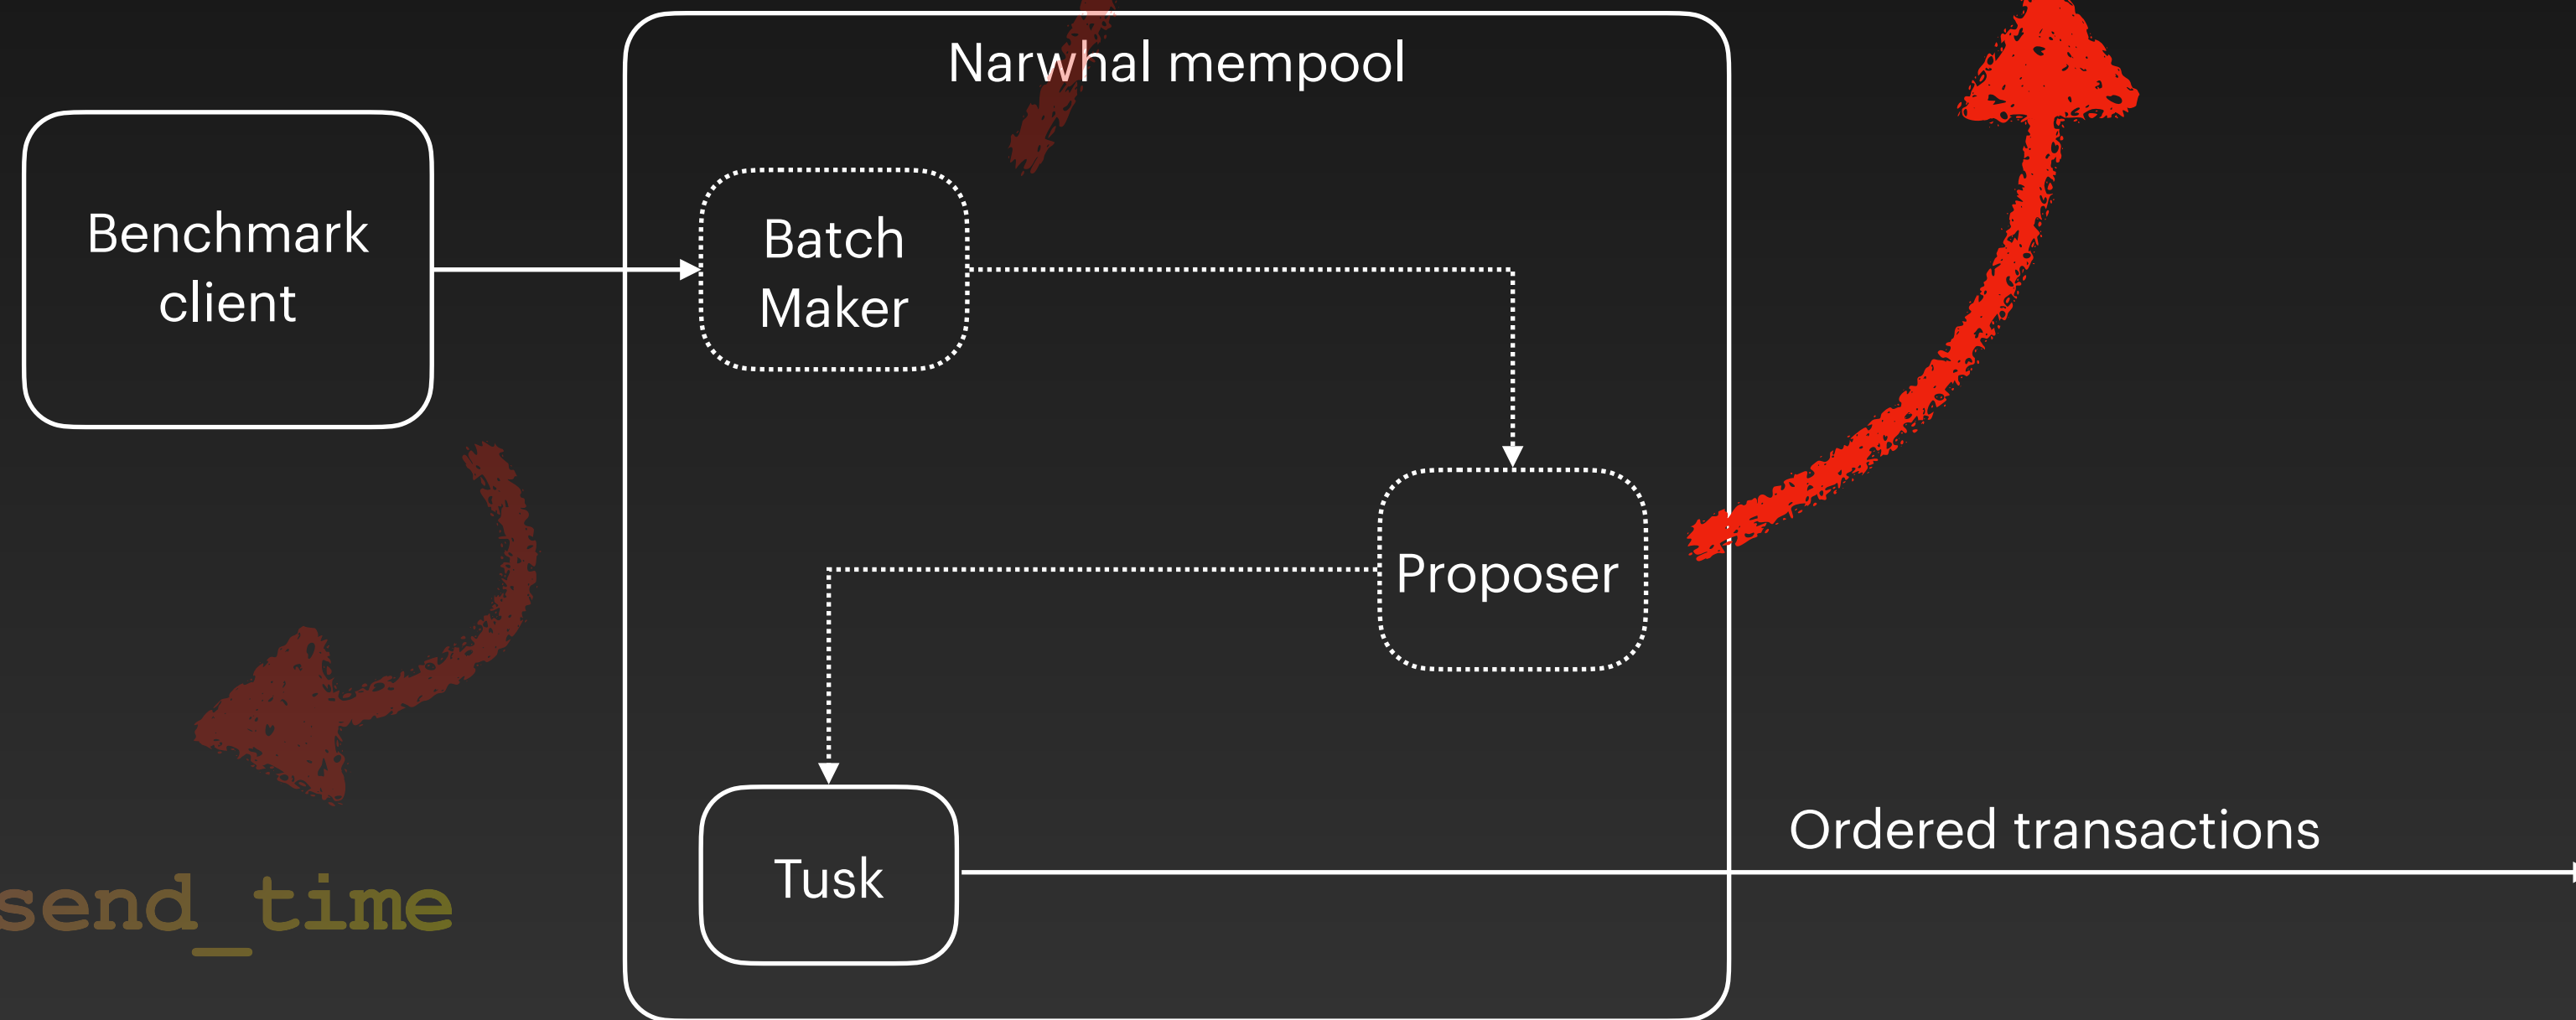 Narwhal mempool
Benchmark
client
Batch
Maker
Proposer
Ordered transactions
Tusk
send_time